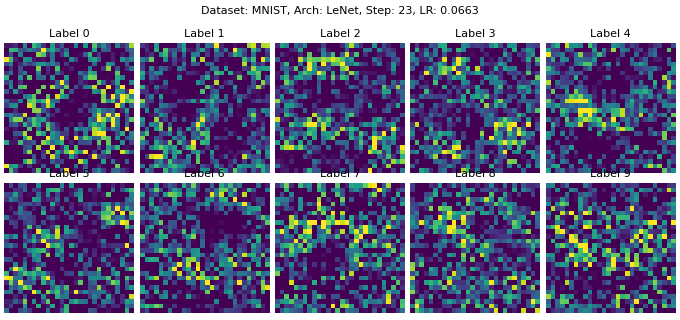 Dataset: MNIST, Arch: LeNet, Step: 23, LR: 0.0663
Label 0 Label 1 Label 2 Label 3 Label 4
Label 5 Label 6 Label 7 Label 8 Label 9